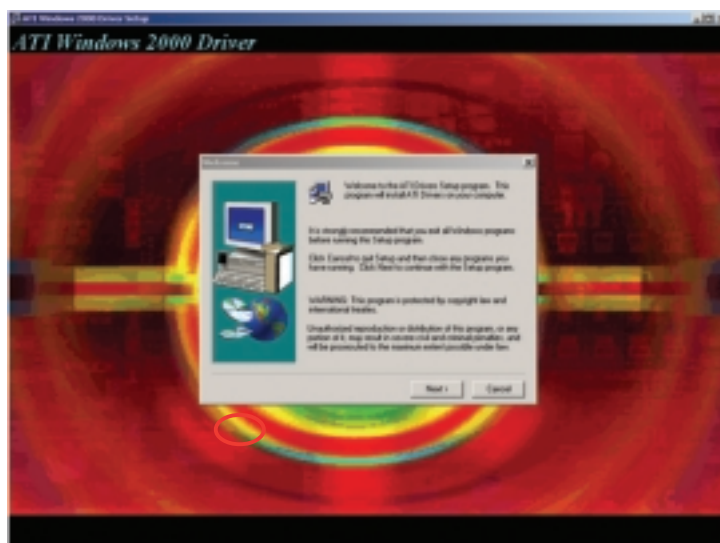 ATI Windows 2000 Driver Setup
ATI Windows 2000 Driver
Welcome
Welcome to the ATI Drivers Setup program. This
program will install ATI Drivers on your computer.
It is strongly recommended that you exit all Windows programs
before running this Setup program.
Click Cancel to quit Setup and then close any programs you
have running. Click Next to continue with the Setup program.
WARNING: This program is protected by copyright law and
international treaties.
Unauthorized reproduction or distribution of this program, or any
portion of it, may result in severe civil and criminal penalties, and
will be prosecuted to the maximum extent possible under law.
Next >
Cancel